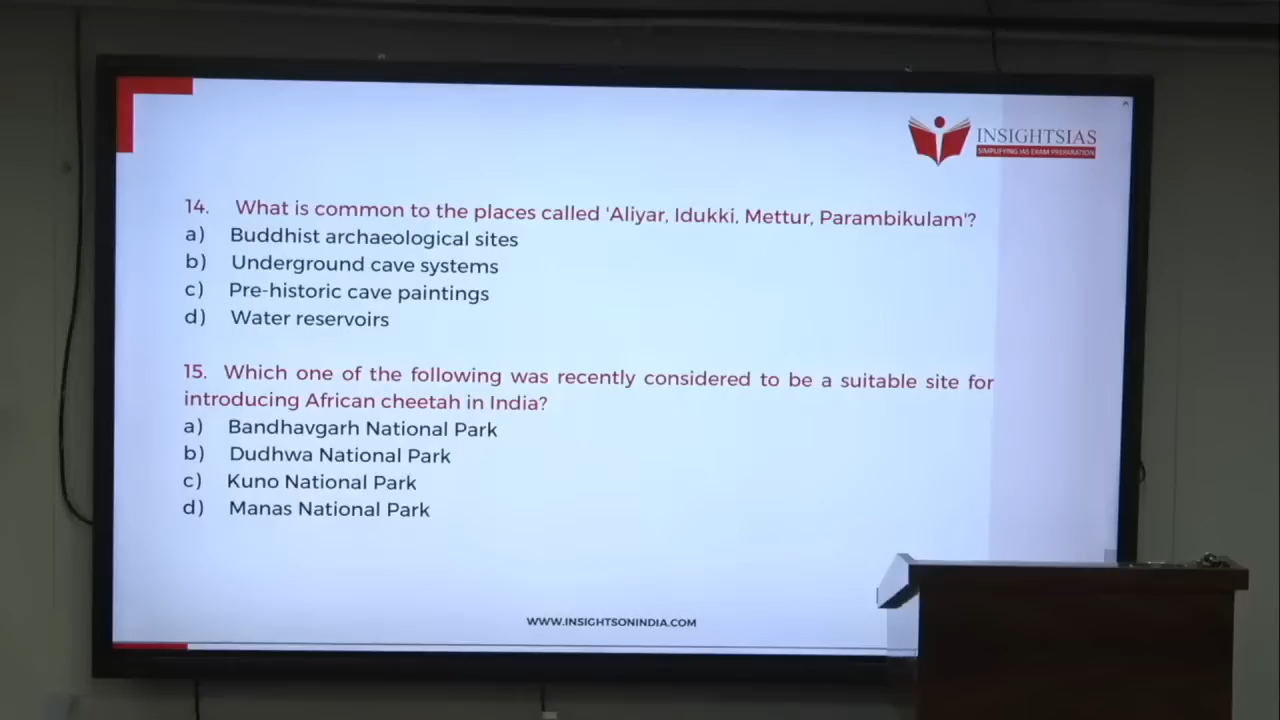 INSIGHTSIAS
SIMPLIFYING IAS EXAM PREPARATION
14. What is common to the places called 'Aliyar, Idukki, Mettur, Parambikulam'?
a) Buddhist archaeological sites
b) Underground cave systems
c) Pre-historic cave paintings
d) Water reservoirs
15. Which one of the following was recently considered to be a suitable site for
introducing African cheetah in India?
a) Bandhavgarh National Park
b) Dudhwa National Park
c) Kuno National Park
d) Manas National Park
WWW.INSIGHTSONINDIA.COM